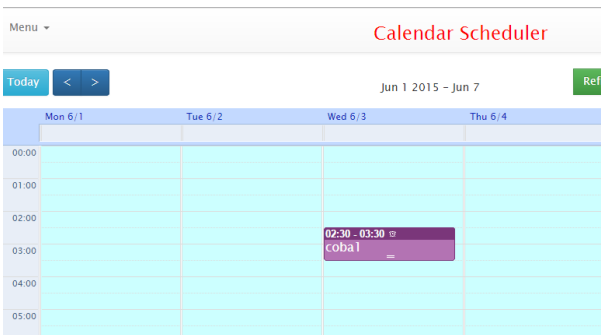 Menu
Calendar Scheduler
Today < > Jun 1 2015 – Jun 7 Ref
Mon 6/1 Tue 6/2 Wed 6/3 Thu 6/4
00:00
01:00
02:00
02:30 - 03:30
coba1
03:00
04:00
05:00